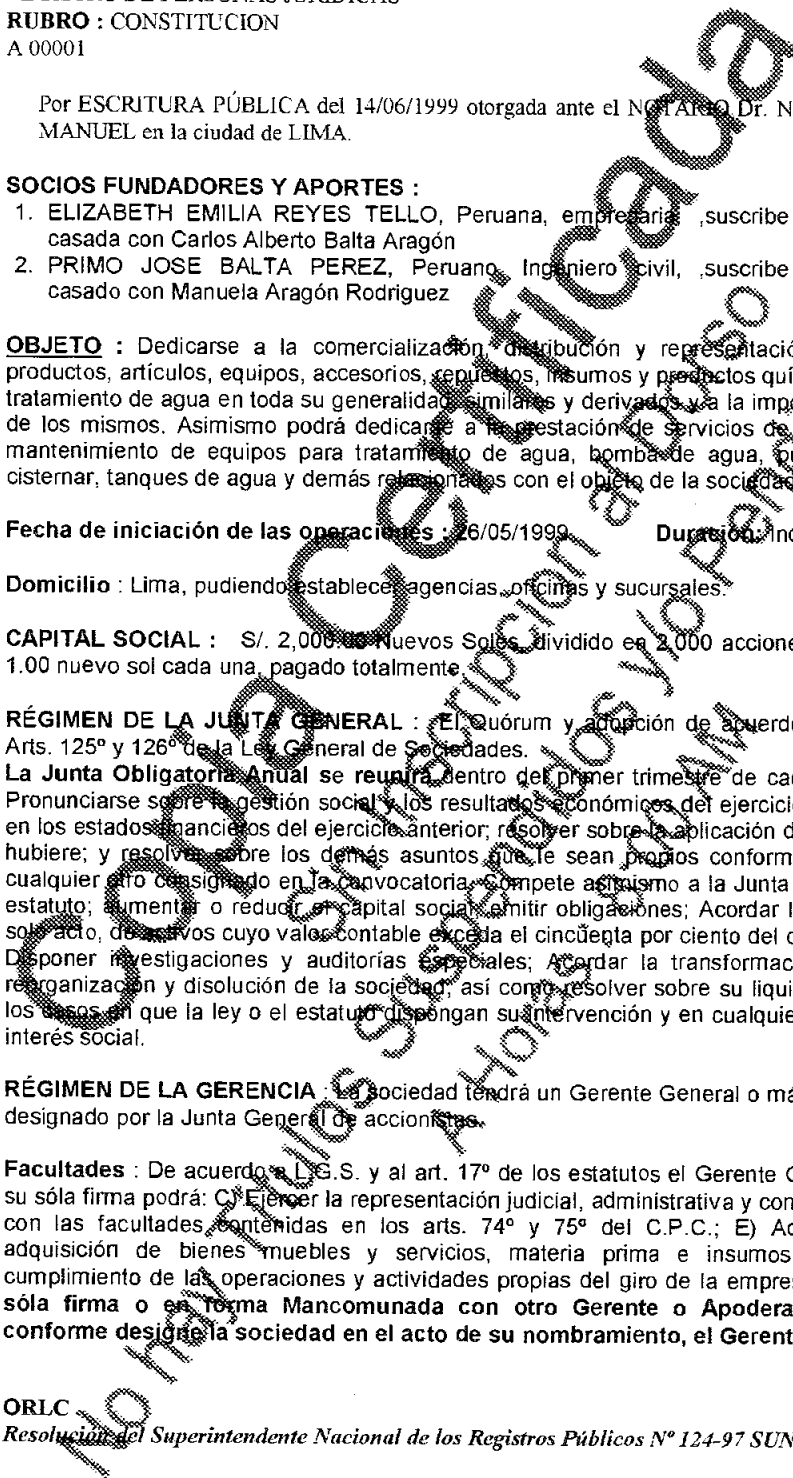 RUBRO : CONSTITUCION
A 00001
Por ESCRITURA PÚBLICA del 14/06/1999 otorgada ante el NOTARIO Dr. N
MANUEL en la ciudad de LIMA.
SOCIOS FUNDADORES Y APORTES :
1. ELIZABETH EMILIA REYES TELLO, Peruana, empresaria ,suscribe
casada con Carlos Alberto Balta Aragón
2. PRIMO JOSE BALTA PEREZ, Peruano, Ingeniero civil, ,suscribe
casado con Manuela Aragón Rodriguez
OBJETO : Dedicarse a la comercialización, distribución y representació
productos, artículos, equipos, accesorios, repuestos, insumos y productos quí
tratamiento de agua en toda su generalidad, similares y derivados y a la impo
de los mismos. Asimismo podrá dedicarse a la prestación de servicios de
mantenimiento de equipos para tratamiento de agua, bomba de agua,
cisternar, tanques de agua y demás relacionados con el objeto de la sociedad
Fecha de iniciación de las operaciones : 26/05/1999. Duración: Ind
Domicilio : Lima, pudiendo establecer agencias, oficinas y sucursales.
CAPITAL SOCIAL : S/. 2,000.00 Nuevos Soles, dividido en 2,000 accione
1.00 nuevo sol cada una, pagado totalmente.
RÉGIMEN DE LA JUNTA GENERAL : El Quórum y adopción de acuerdo
Arts. 125º y 126º de la Ley General de Sociedades.
La Junta Obligatoria Anual se reunirá dentro del primer trimestre de cad
Pronunciarse sobre la gestión social y los resultados económicos del ejercici
en los estados financieros del ejercicio anterior; resolver sobre la aplicación d
hubiere; y resolver sobre los demás asuntos que le sean propios conform
cualquier otro consignado en la convocatoria. Compete asimismo a la Junta
estatuto; aumentar o reducir el capital social; emitir obligaciones; Acordar l
solo acto, de activos cuyo valor contable exceda el cincuenta por ciento del c
Disponer investigaciones y auditorías especiales; Acordar la transformac
reorganización y disolución de la sociedad, así como resolver sobre su liqui
los casos en que la ley o el estatuto dispongan su intervención y en cualquie
interés social.
RÉGIMEN DE LA GERENCIA : La sociedad tendrá un Gerente General o má
designado por la Junta General de accionistas.
Facultades : De acuerdo a L.G.S. y al art. 17º de los estatutos el Gerente G
su sóla firma podrá: C) Ejercer la representación judicial, administrativa y com
con las facultades contenidas en los arts. 74º y 75º del C.P.C.; E) Ac
adquisición de bienes muebles y servicios, materia prima e insumos
cumplimiento de las operaciones y actividades propias del giro de la empre
sóla firma o en forma Mancomunada con otro Gerente o Apodera
conforme designe la sociedad en el acto de su nombramiento, el Gerent
ORLC
Resolución del Superintendente Nacional de los Registros Públicos Nº 124-97 SUN
Copia Certificada
sin Inscripcion al dorso
No hay Titulos Suspendidos y/o Pend
A Horas : AM